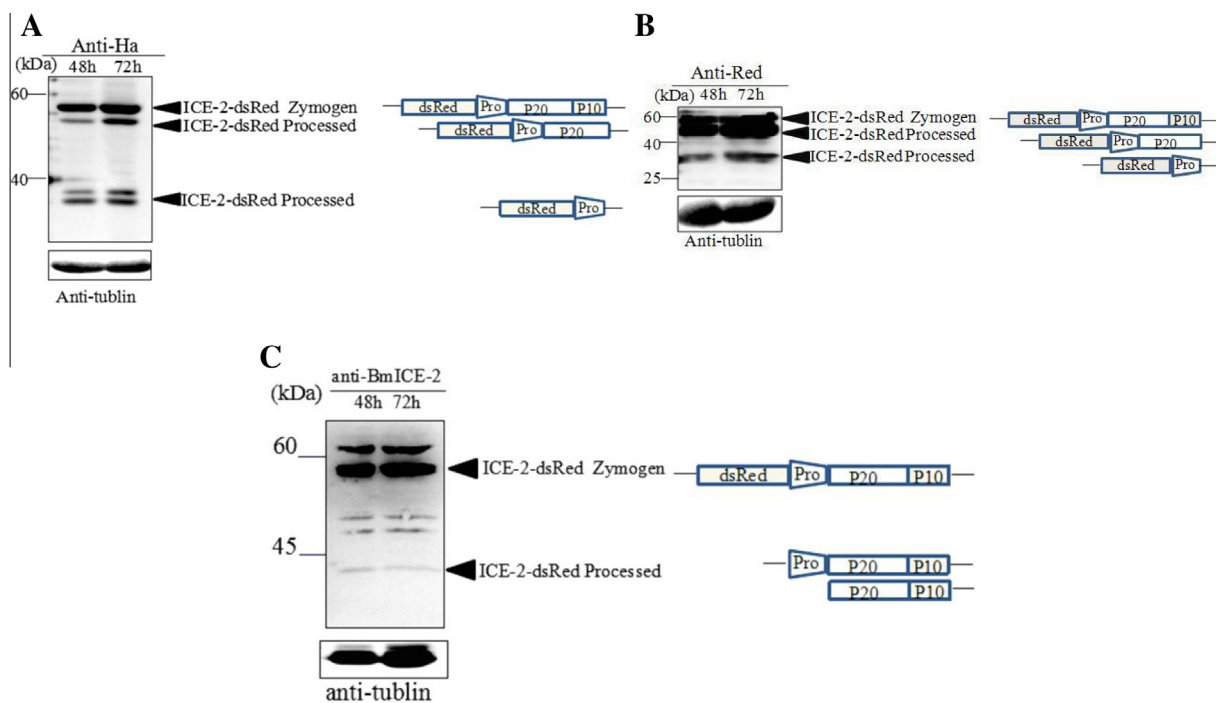 A
Anti-Ha
(kDa) 48h 72h
60
ICE-2-dsRed Zymogen
dsRed Pro P20 P10
ICE-2-dsRed Processed
dsRed Pro P20
40
ICE-2-dsRed Processed
dsRed Pro
Anti-tublin
B
Anti-Red
(kDa) 48h 72h
60
ICE-2-dsRed Zymogen
dsRed Pro P20 P10
ICE-2-dsRed Processed
dsRed Pro P20
40
ICE-2-dsRed Processed
dsRed Pro
25
Anti-tublin
C
anti-BmICE-2
(kDa) 48h 72h
60
ICE-2-dsRed Zymogen
dsRed Pro P20 P10
45
ICE-2-dsRed Processed
Pro P20 P10
P20 P10
anti-tublin